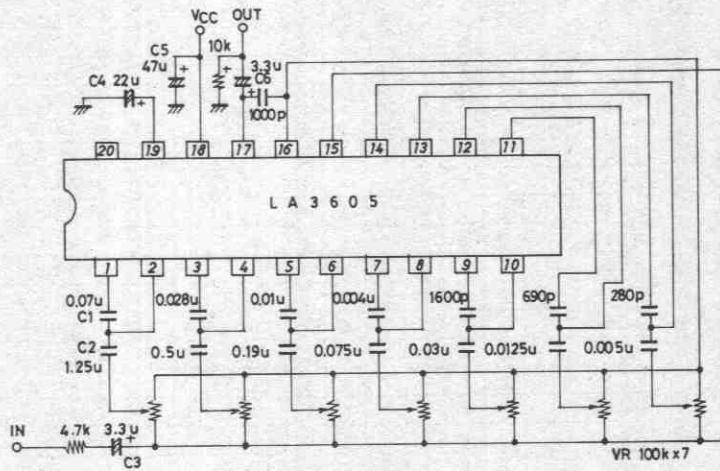 VCC OUT
C5
47u + 10k + 3.3u
C4 22u + C6
+ 1000p
20 19 18 17 16 15 14 13 12 11
LA3605
1 2 3 4 5 6 7 8 9 10
0.07u 0.028u 0.01u 0.004u 1600p 690p 280p
C1
C2 0.5u 0.19u 0.075u 0.03u 0.0125u 0.005u
1.25u
IN 4.7k 3.3u +
C3
VR 100k x7